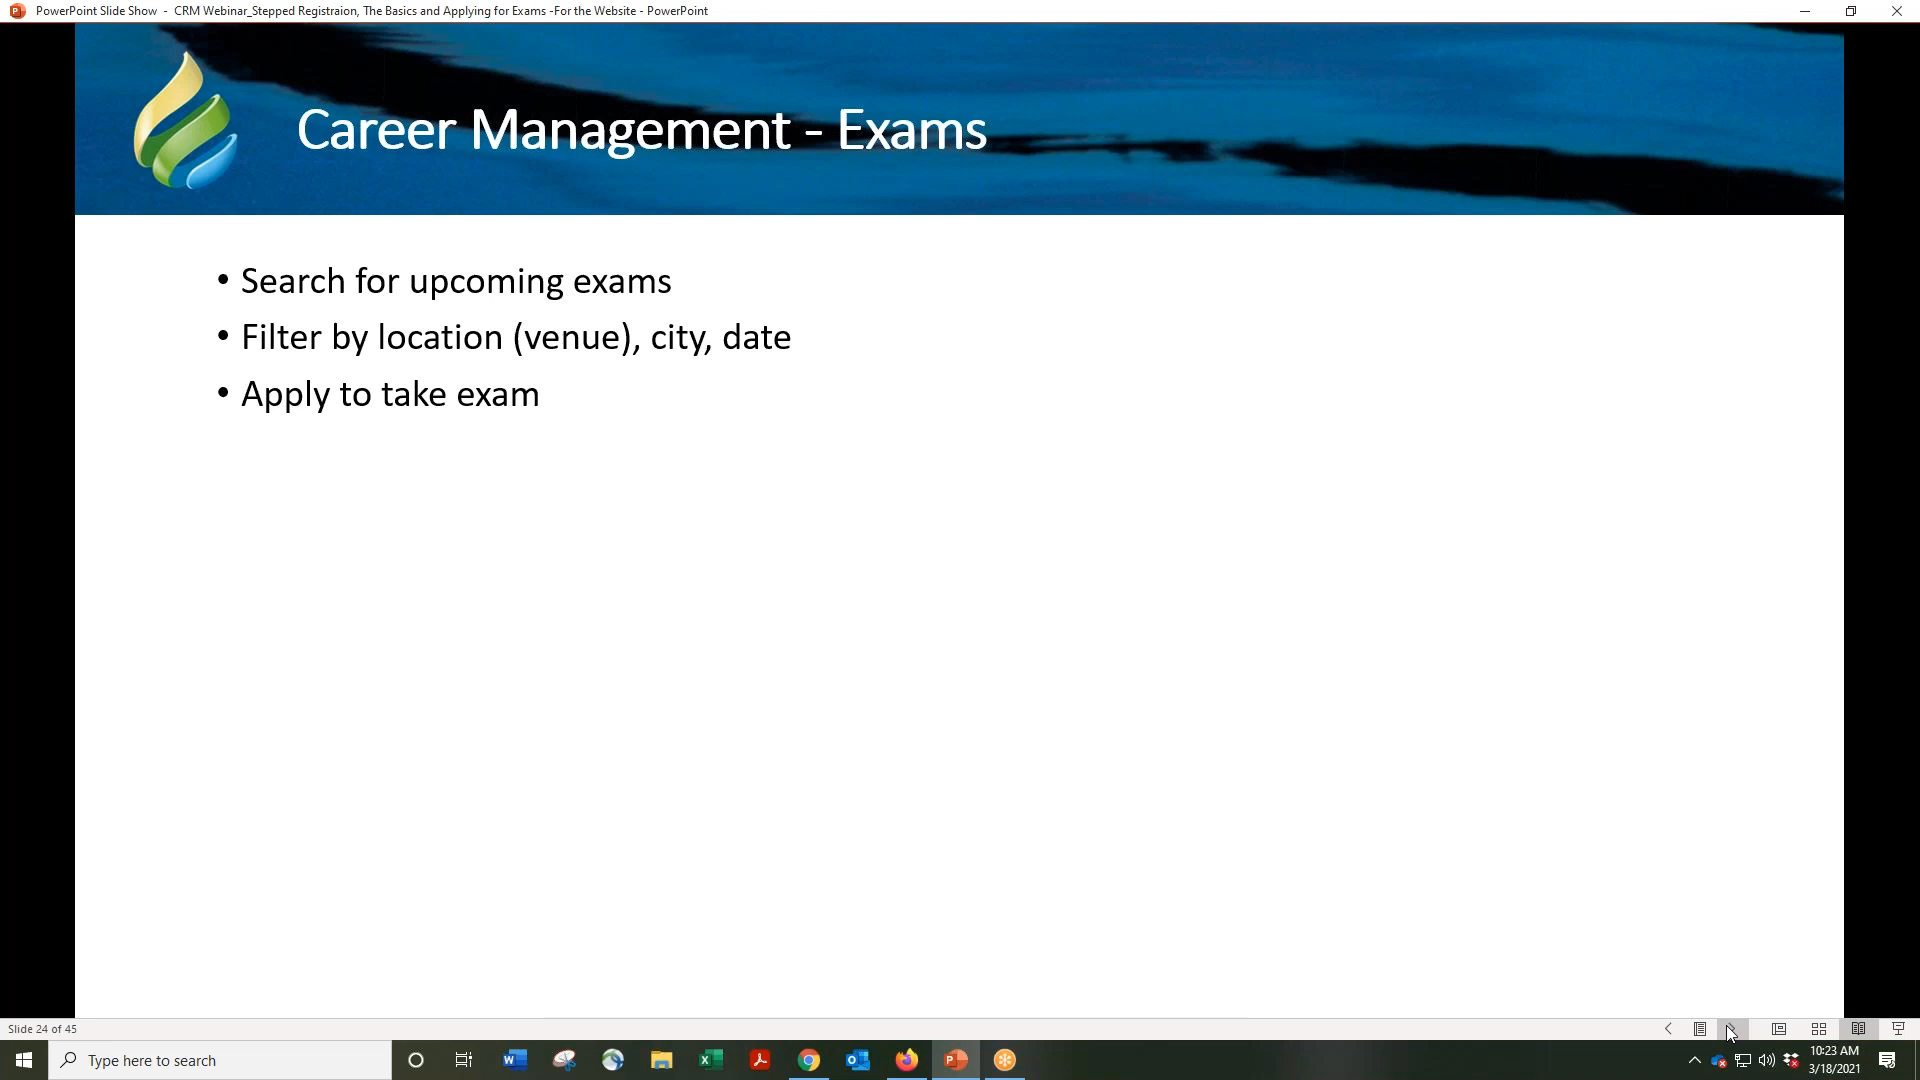 PowerPoint Slide Show - CRM Webinar_Stepped Registraion, The Basics and Applying for Exams -For the Website - PowerPoint
Career Management - Exams
• Search for upcoming exams
• Filter by location (venue), city, date
• Apply to take exam
Slide 24 of 45
Type here to search
10:23 AM
3/18/2021